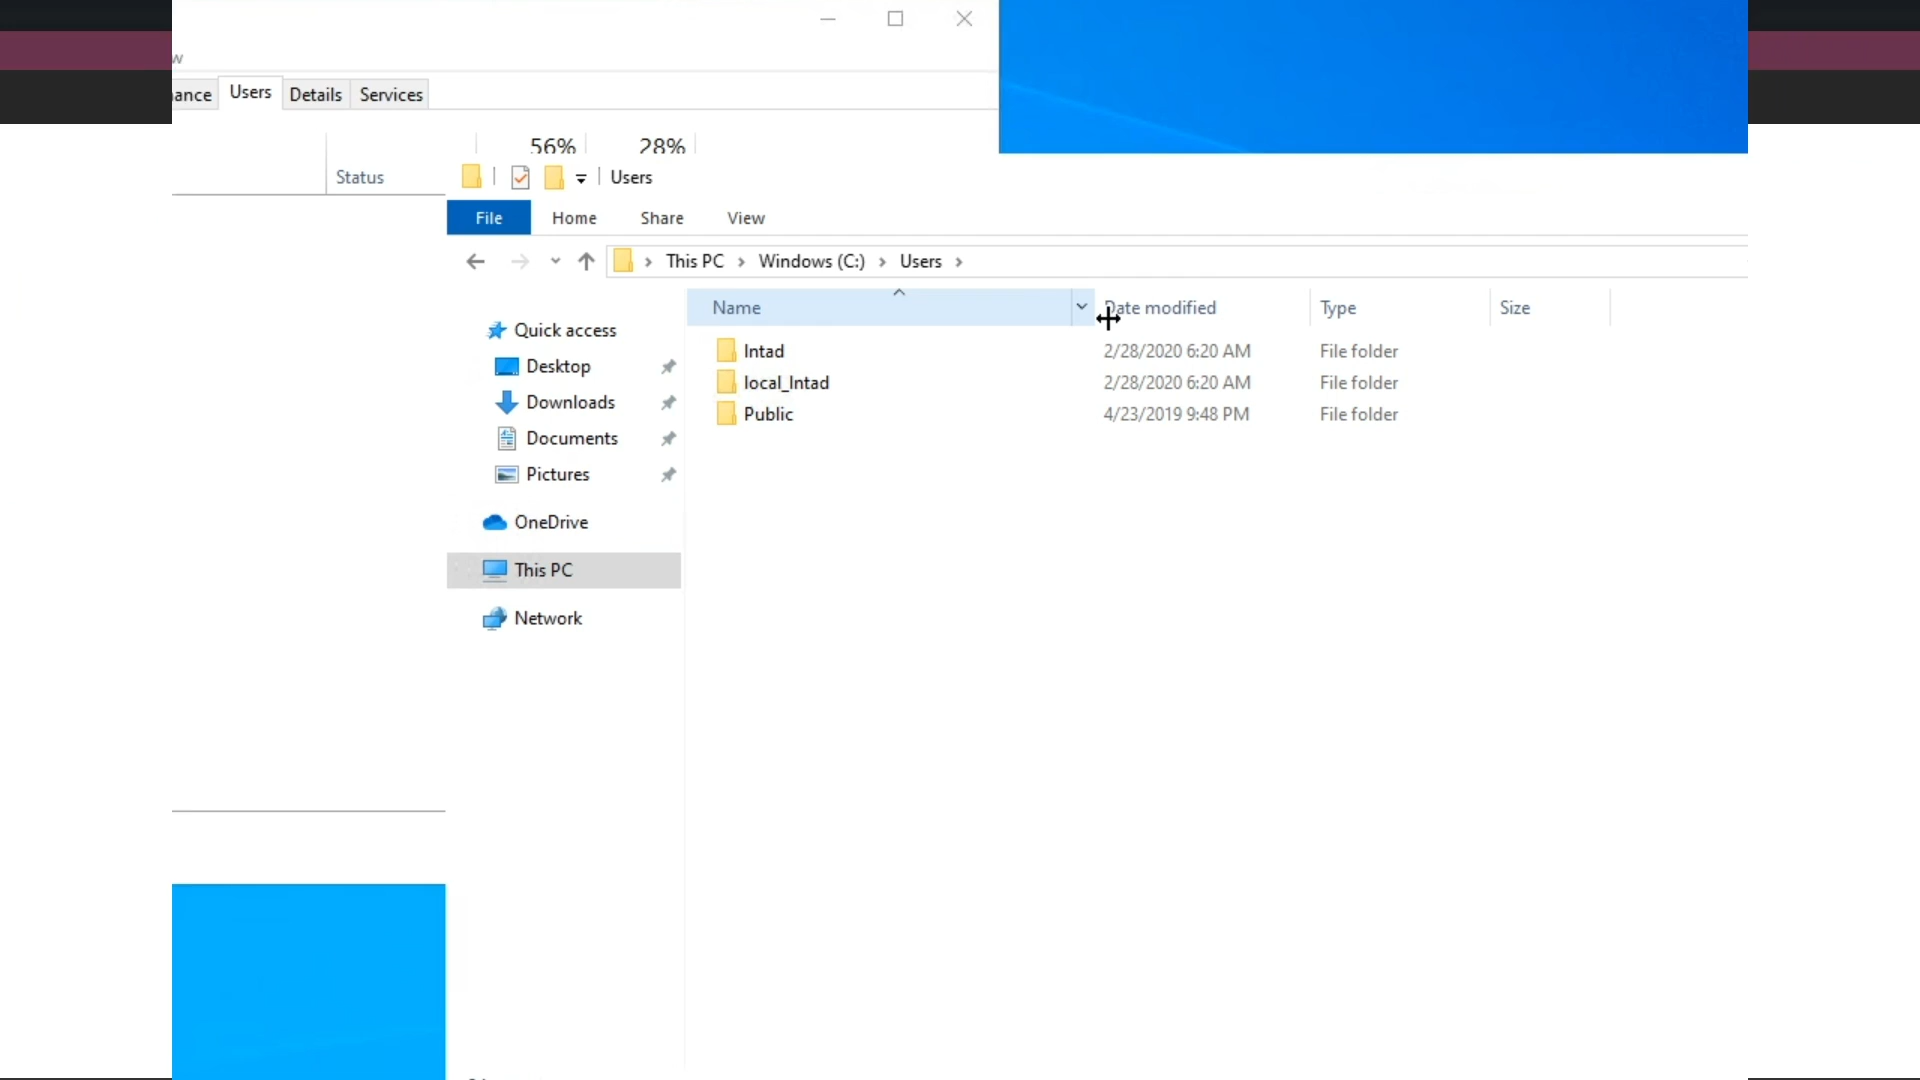 w
ance Users Details Services
56% 28%
Status
Users
File Home Share View
This PC Windows (C:) Users
Name Date modified Type Size
Quick access
Desktop
Downloads
Documents
Pictures
OneDrive
This PC
Network
Intad 2/28/2020 6:20 AM File folder
local_Intad 2/28/2020 6:20 AM File folder
Public 4/23/2019 9:48 PM File folder